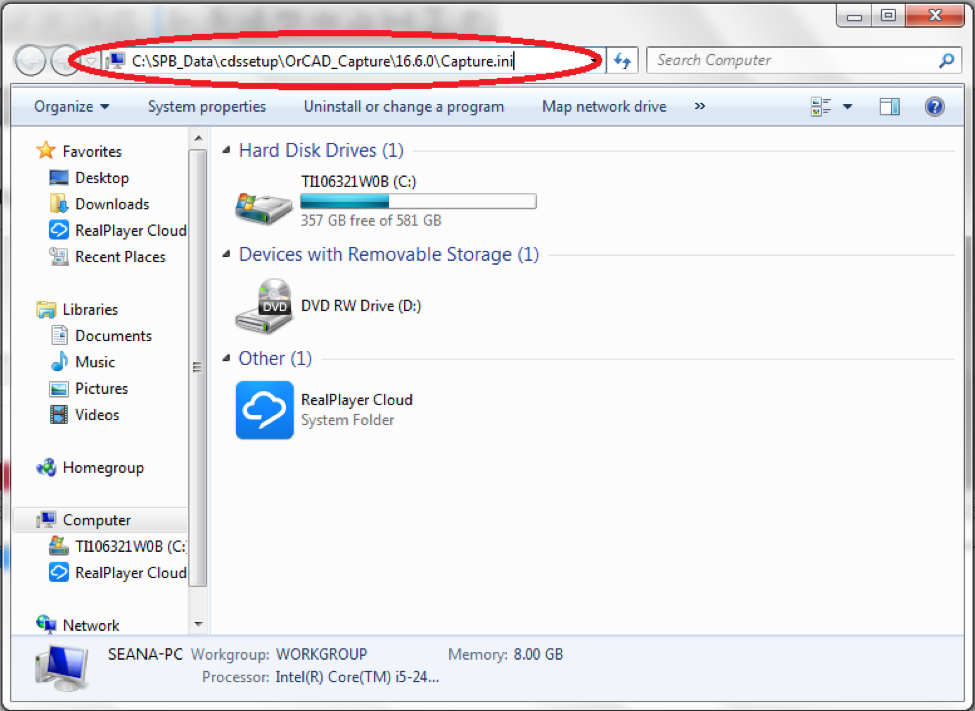 C:\SPB_Data\cdssetup\OrCAD_Capture\16.6.0\Capture.ini
Search Computer
Organize System properties Uninstall or change a program Map network drive »
Favorites
Desktop
Downloads
RealPlayer Cloud
Recent Places
Libraries
Documents
Music
Pictures
Videos
Homegroup
Computer
TI106321W0B (C:
RealPlayer Cloud
Network
Hard Disk Drives (1)
TI106321W0B (C:)
357 GB free of 581 GB
Devices with Removable Storage (1)
DVD
DVD RW Drive (D:)
Other (1)
RealPlayer Cloud
System Folder
SEANA-PC Workgroup: WORKGROUP Memory: 8.00 GB
Processor: Intel(R) Core(TM) i5-24...